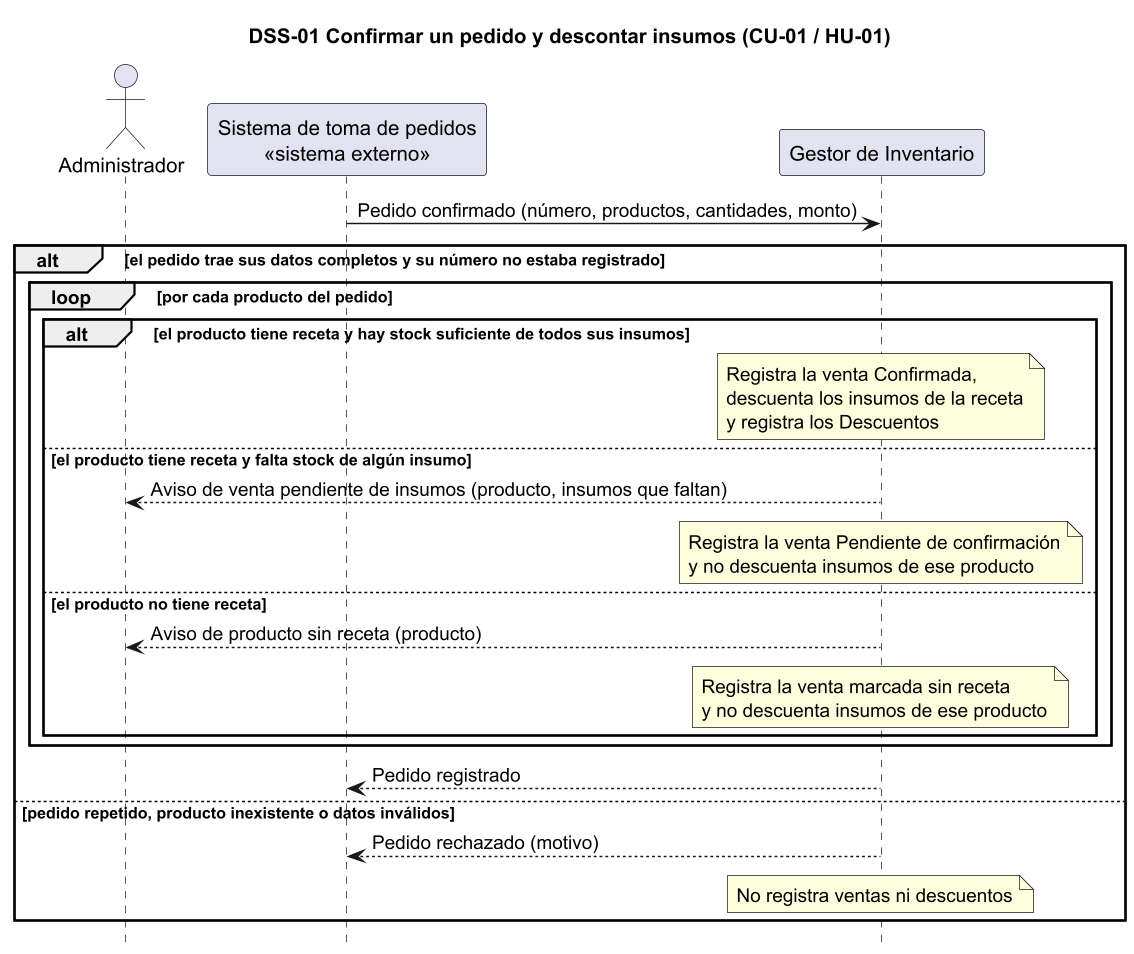 DSS-01 Confirmar un pedido y descontar insumos (CU-01 / HU-01)
Administrador
Sistema de toma de pedidos
«sistema externo»
Gestor de Inventario
Pedido confirmado (número, productos, cantidades, monto)
alt
[el pedido trae sus datos completos y su número no estaba registrado]
loop
[por cada producto del pedido]
alt
[el producto tiene receta y hay stock suficiente de todos sus insumos]
Registra la venta Confirmada,
descuenta los insumos de la receta
y registra los Descuentos
[el producto tiene receta y falta stock de algún insumo]
Aviso de venta pendiente de insumos (producto, insumos que faltan)
Registra la venta Pendiente de confirmación
y no descuenta insumos de ese producto
[el producto no tiene receta]
Aviso de producto sin receta (producto)
Registra la venta marcada sin receta
y no descuenta insumos de ese producto
Pedido registrado
[pedido repetido, producto inexistente o datos inválidos]
Pedido rechazado (motivo)
No registra ventas ni descuentos